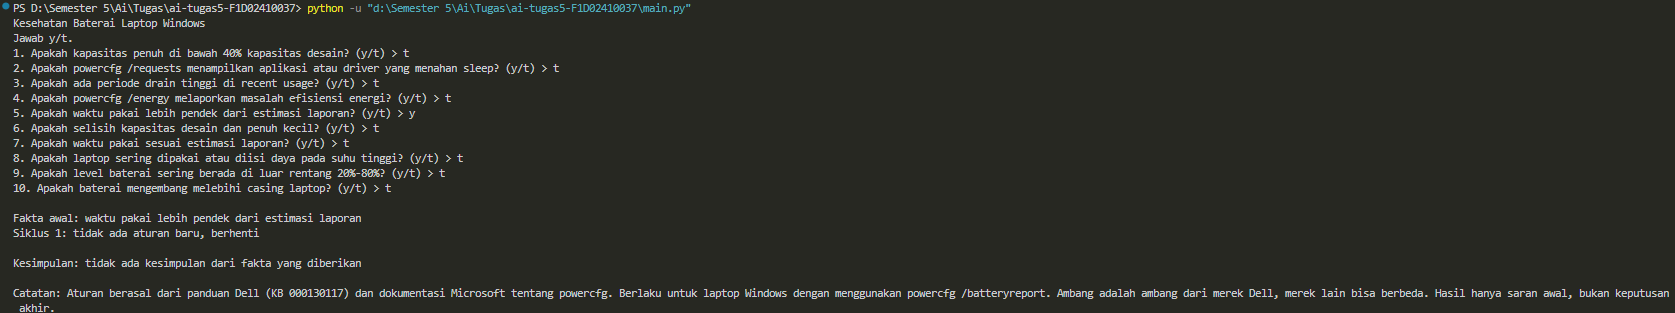 PS D:\Semester 5\Ai\Tugas\ai-tugas5-F1D02410037> python -u "d:\Semester 5\Ai\Tugas\ai-tugas5-F1D02410037\main.py"
Kesehatan Baterai Laptop Windows
Jawab y/t.
1. Apakah kapasitas penuh di bawah 40% kapasitas desain? (y/t) > t
2. Apakah powercfg /requests menampilkan aplikasi atau driver yang menahan sleep? (y/t) > t
3. Apakah ada periode drain tinggi di recent usage? (y/t) > t
4. Apakah powercfg /energy melaporkan masalah efisiensi energi? (y/t) > t
5. Apakah waktu pakai lebih pendek dari estimasi laporan? (y/t) > y
6. Apakah selisih kapasitas desain dan penuh kecil? (y/t) > t
7. Apakah waktu pakai sesuai estimasi laporan? (y/t) > t
8. Apakah laptop sering dipakai atau diisi daya pada suhu tinggi? (y/t) > t
9. Apakah level baterai sering berada di luar rentang 20%-80%? (y/t) > t
10. Apakah baterai mengembang melebihi casing laptop? (y/t) > t
Fakta awal: waktu pakai lebih pendek dari estimasi laporan
Siklus 1: tidak ada aturan baru, berhenti
Kesimpulan: tidak ada kesimpulan dari fakta yang diberikan
Catatan: Aturan berasal dari panduan Dell (KB 000130117) dan dokumentasi Microsoft tentang powercfg. Berlaku untuk laptop Windows dengan menggunakan powercfg /batteryreport. Ambang adalah ambang dari merek Dell, merek lain bisa berbeda. Hasil hanya saran awal, bukan keputusan
akhir.